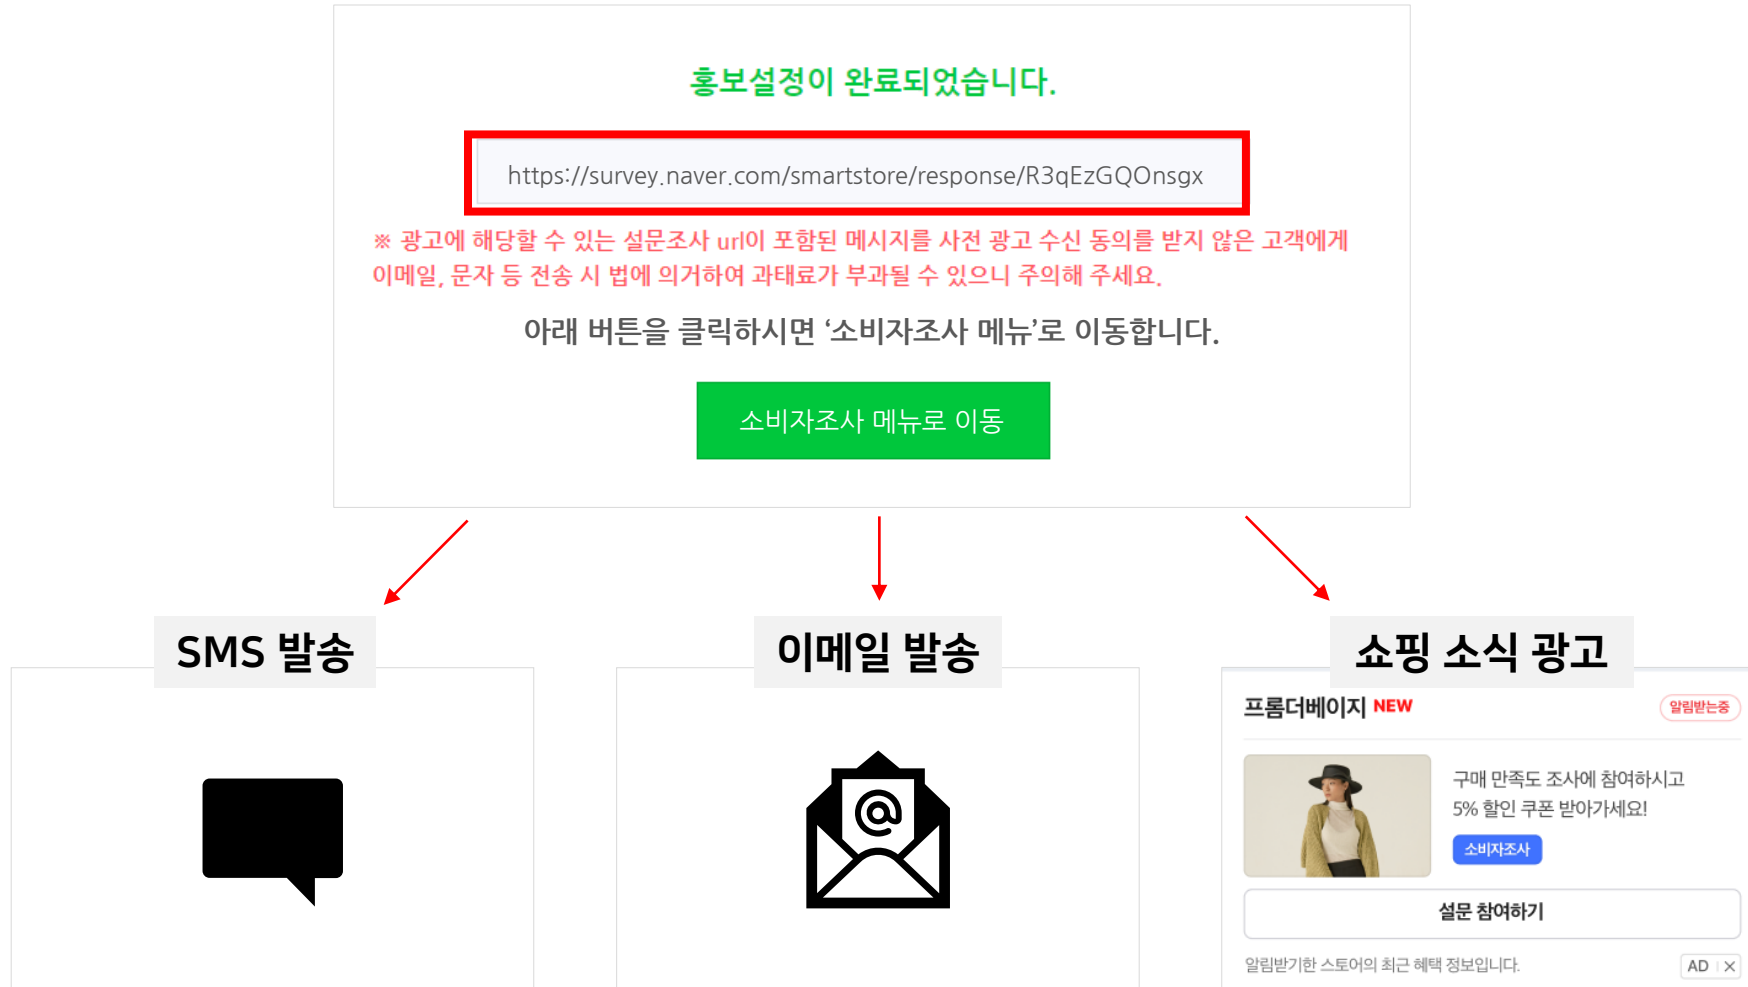 홍보설정이 완료되었습니다.
https://survey.naver.com/smartstore/response/R3qEzGQOnsgx
※ 광고에 해당할 수 있는 설문조사 url이 포함된 메시지를 사전 광고 수신 동의를 받지 않은 고객에게
이메일, 문자 등 전송 시 법에 의거하여 과태료가 부과될 수 있으니 주의해 주세요.
아래 버튼을 클릭하시면 ‘소비자조사 메뉴’로 이동합니다.
소비자조사 메뉴로 이동
SMS 발송
이메일 발송
@
쇼핑 소식 광고
프롬더베이지 NEW
알림받는중
구매 만족도 조사에 참여하시고
5% 할인 쿠폰 받아가세요!
소비자조사
설문 참여하기
알림받기한 스토어의 최근 혜택 정보입니다.
AD